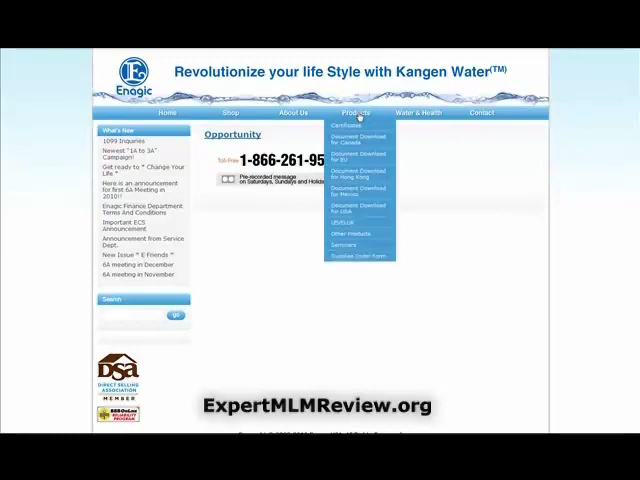 Enagic
Revolutionize your life Style with Kangen Water(TM)
Home
Shop
About Us
Products
Water & Health
Contact
What's New
1099 Inquiries
Newest "1A to 3A"
Campaign!
Get ready to " Change Your
Life "
Here is an announcement
for first 6A Meeting in
2010!!
Enagic Finance Department
Terms And Conditions
Important ECS
Announcement
Announcement from Service
Dept.
New Issue " E Friends "
6A meeting in December
6A meeting in November
Search
go
DSA
DIRECT SELLING
ASSOCIATION
MEMBER
BBBOnLine
RELIABILITY
PROGRAM
Opportunity
Toll Free 1-866-261-95
Pre-recorded message
on Saturdays, Sundays and Holida
Certificates
Document Download
for Canada
Document Download
for EU
Document Download
for Hong Kong
Document Download
for Mexico
Document Download
for USA
LEVELUK
Other Products
Seminars
Supplies Order Form
ExpertMLMReview.org